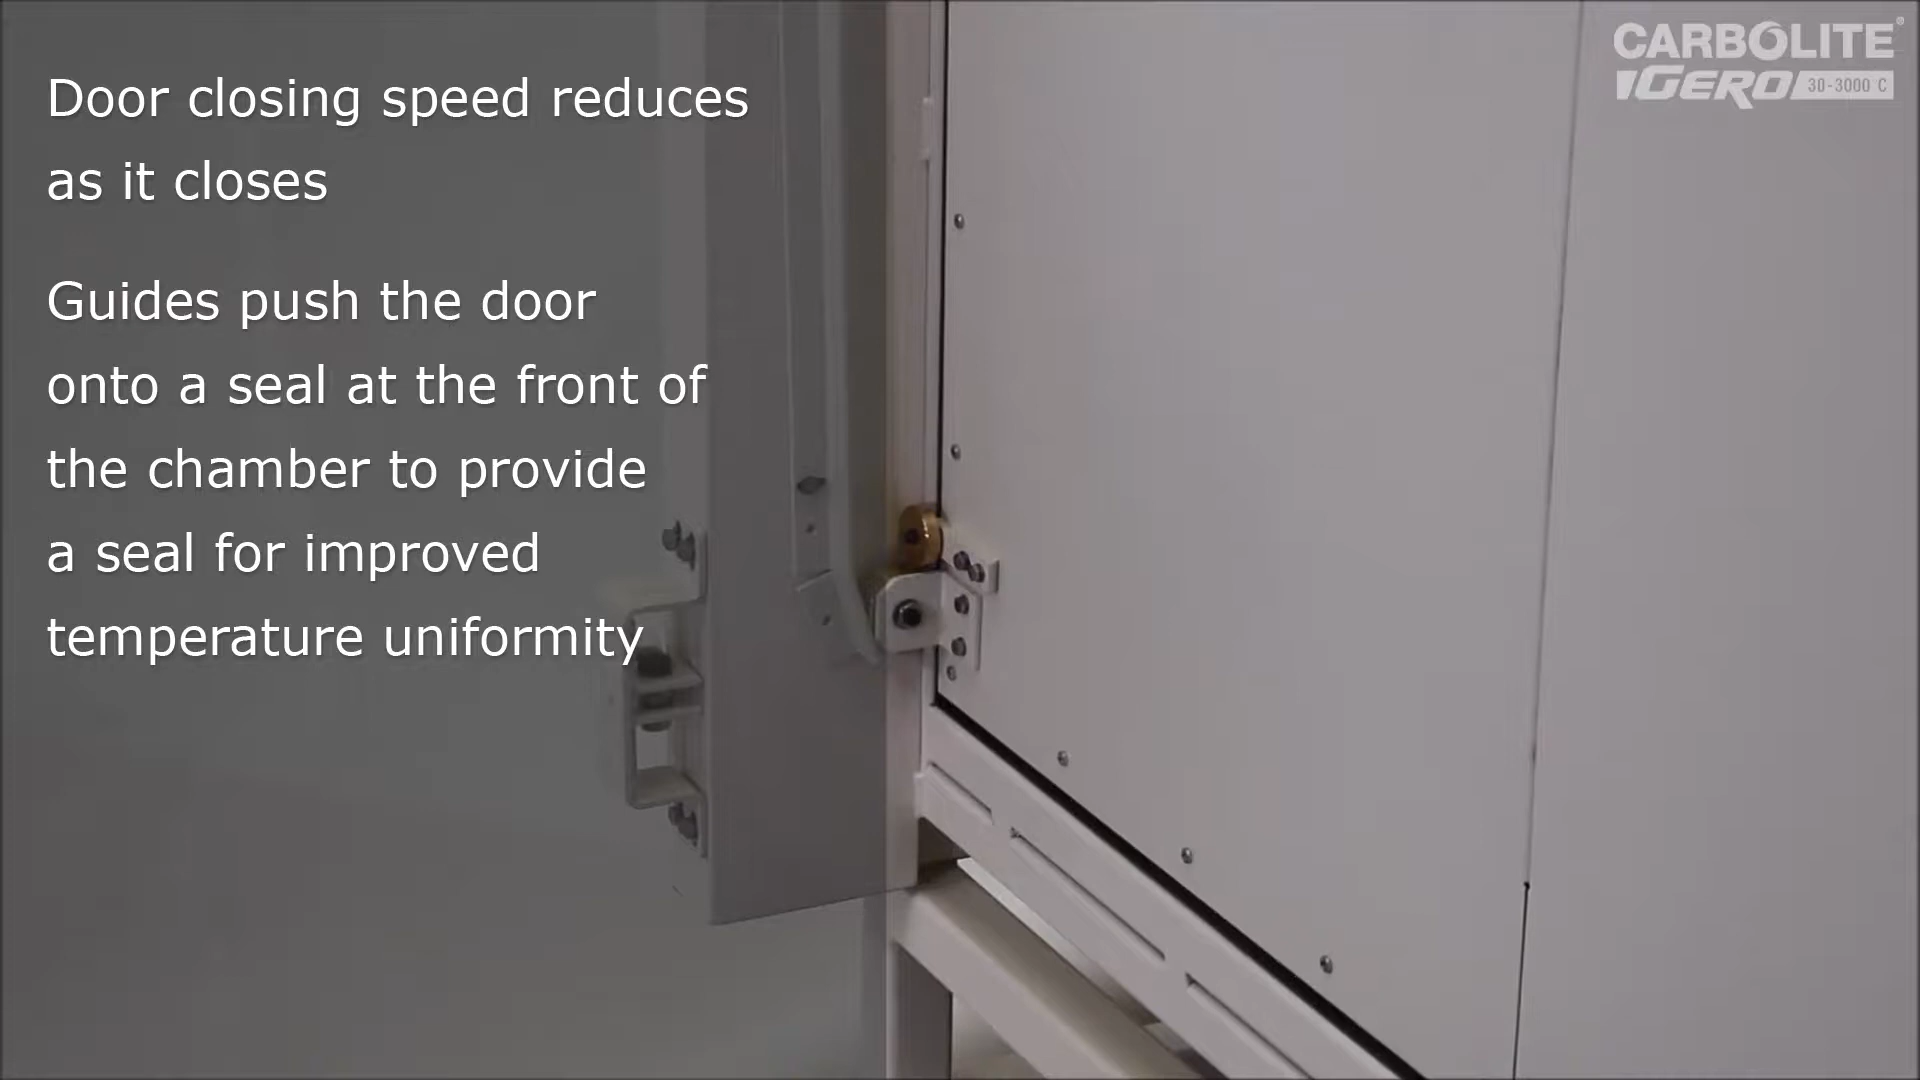 Door closing speed reduces
as it closes
Guides push the door
onto a seal at the front of
the chamber to provide
a seal for improved
temperature uniformity
CARBOLITE®
GERO 30-3000°C